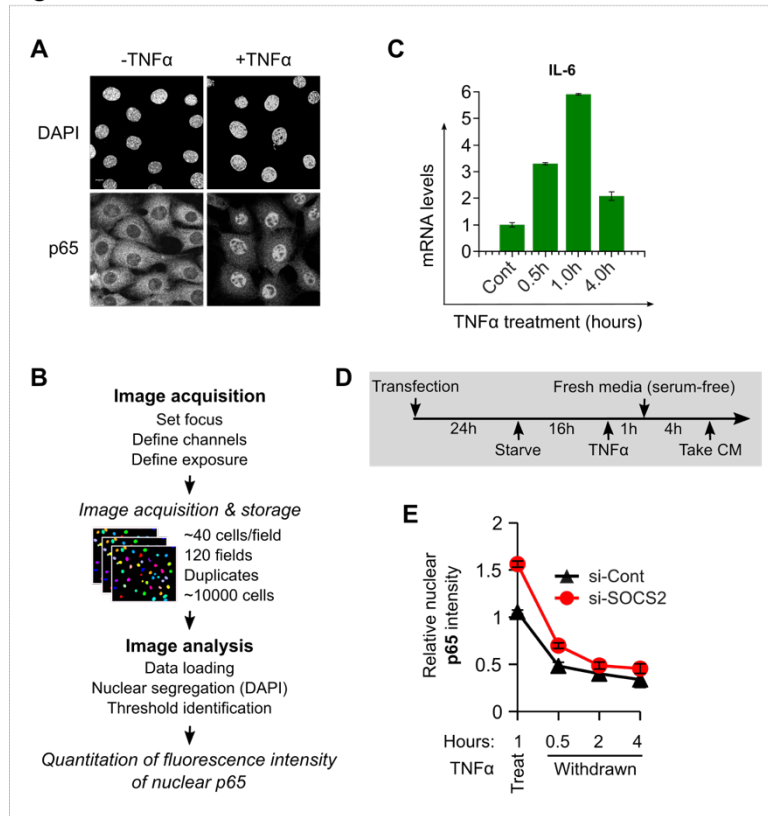 A
-TNFα +TNFα
DAPI
p65
B
Image acquisition
Set focus
Define channels
Define exposure
Image acquisition & storage
~40 cells/field
120 fields
Duplicates
~10000 cells
Image analysis
Data loading
Nuclear segregation (DAPI)
Threshold identification
Quantitation of fluorescence intensity
of nuclear p65
C
IL-6
mRNA levels
6
5
4
3
2
1
0
Cont 0.5h 1.0h 4.0h
TNFα treatment (hours)
D
Transfection Fresh media (serum-free)
24h 16h 1h 4h
Starve TNFα Take CM
E
Relative nuclear
p65 intensity
2
1.5
1
0.5
0
si-Cont
si-SOCS2
Hours: 1 0.5 2 4
TNFα Treat Withdrawn